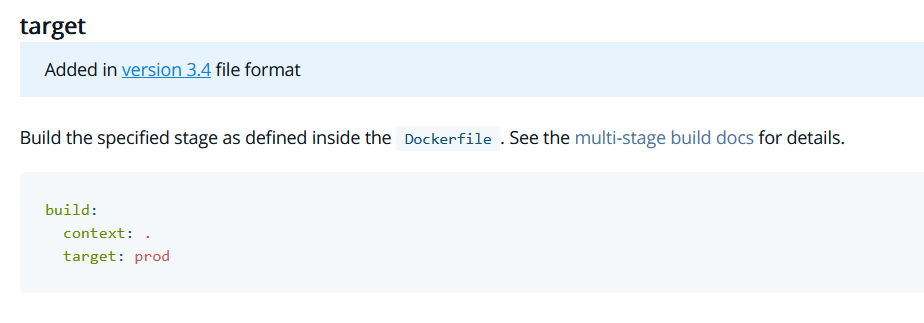 target
Added in version 3.4 file format
Build the specified stage as defined inside the Dockerfile . See the multi-stage build docs for details.
build:
  context: .
  target: prod